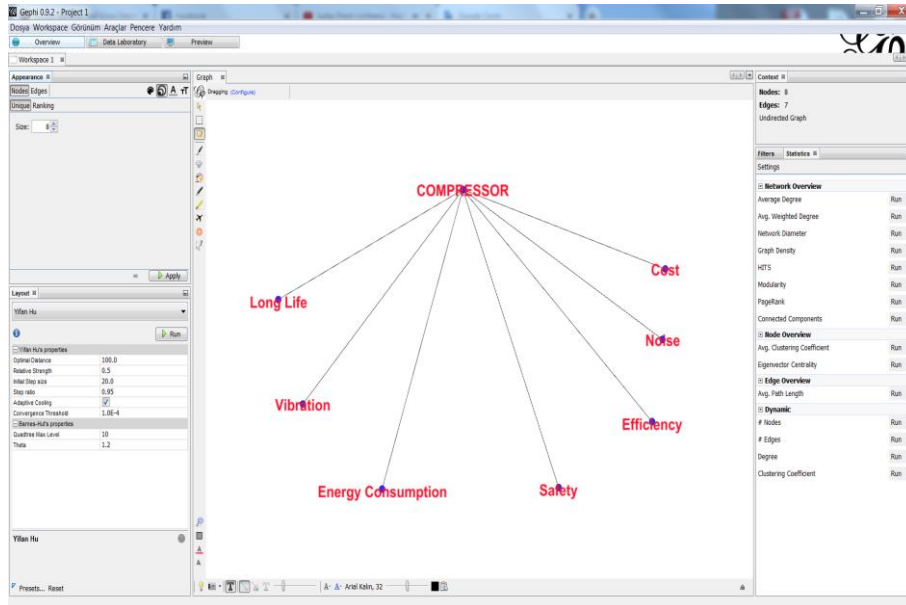 Gephi 0.9.2 - Project 1
Dosya Workspace Görünüm Araçlar Pencere Yardım
Overview Data Laboratory Preview
Workspace 1
Appearance
Nodes Edges
Unique Ranking
Size: 8
Apply
Layout
Yifan Hu
Run
Yifan Hu's properties
Optimal Distance 100.0
Relative Strength 0.5
Initial Step size 20.0
Step ratio 0.95
Adaptive Cooling
Convergence Threshold 1.0E-4
Barnes-Hut's properties
Quadtree Max Level 10
Theta 1.2
Yifan Hu
Presets... Reset
Graph
Dragging (Configure)
COMPRESSOR
Cost
Long Life
Noise
Vibration
Efficiency
Energy Consumption
Safety
A- A- Arial Kalın, 32
Context
Nodes: 8
Edges: 7
Undirected Graph
Filters Statistics
Settings
Network Overview
Average Degree Run
Avg. Weighted Degree Run
Network Diameter Run
Graph Density Run
HITS Run
Modularity Run
PageRank Run
Connected Components Run
Node Overview
Avg. Clustering Coefficient Run
Eigenvector Centrality Run
Edge Overview
Avg. Path Length Run
Dynamic
# Nodes Run
# Edges Run
Degree Run
Clustering Coefficient Run